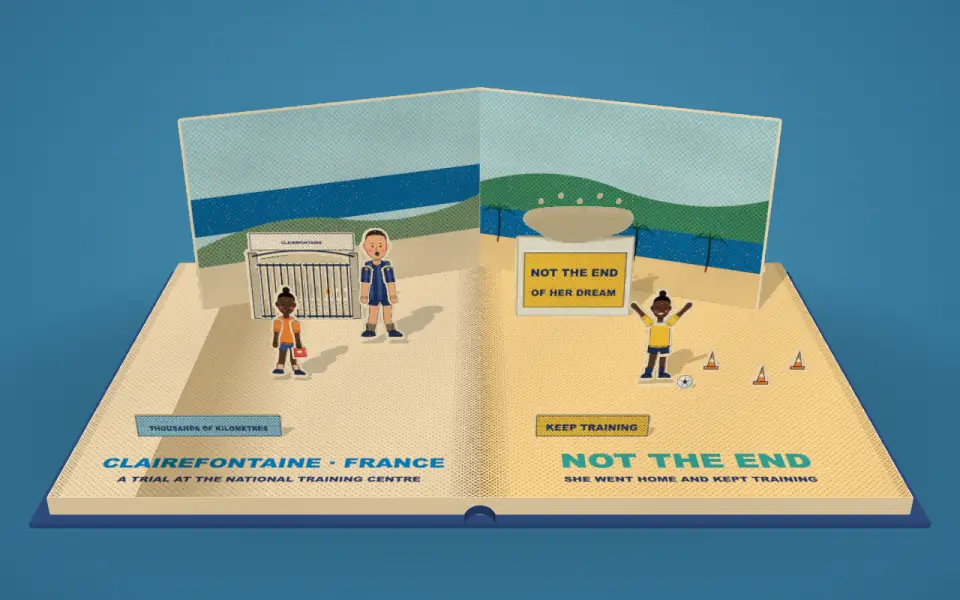 CLAIREFONTAINE
THOUSANDS OF KILOMETRES
CLAIREFONTAINE · FRANCE
A TRIAL AT THE NATIONAL TRAINING CENTRE
NOT THE END
OF HER DREAM
KEEP TRAINING
NOT THE END
SHE WENT HOME AND KEPT TRAINING